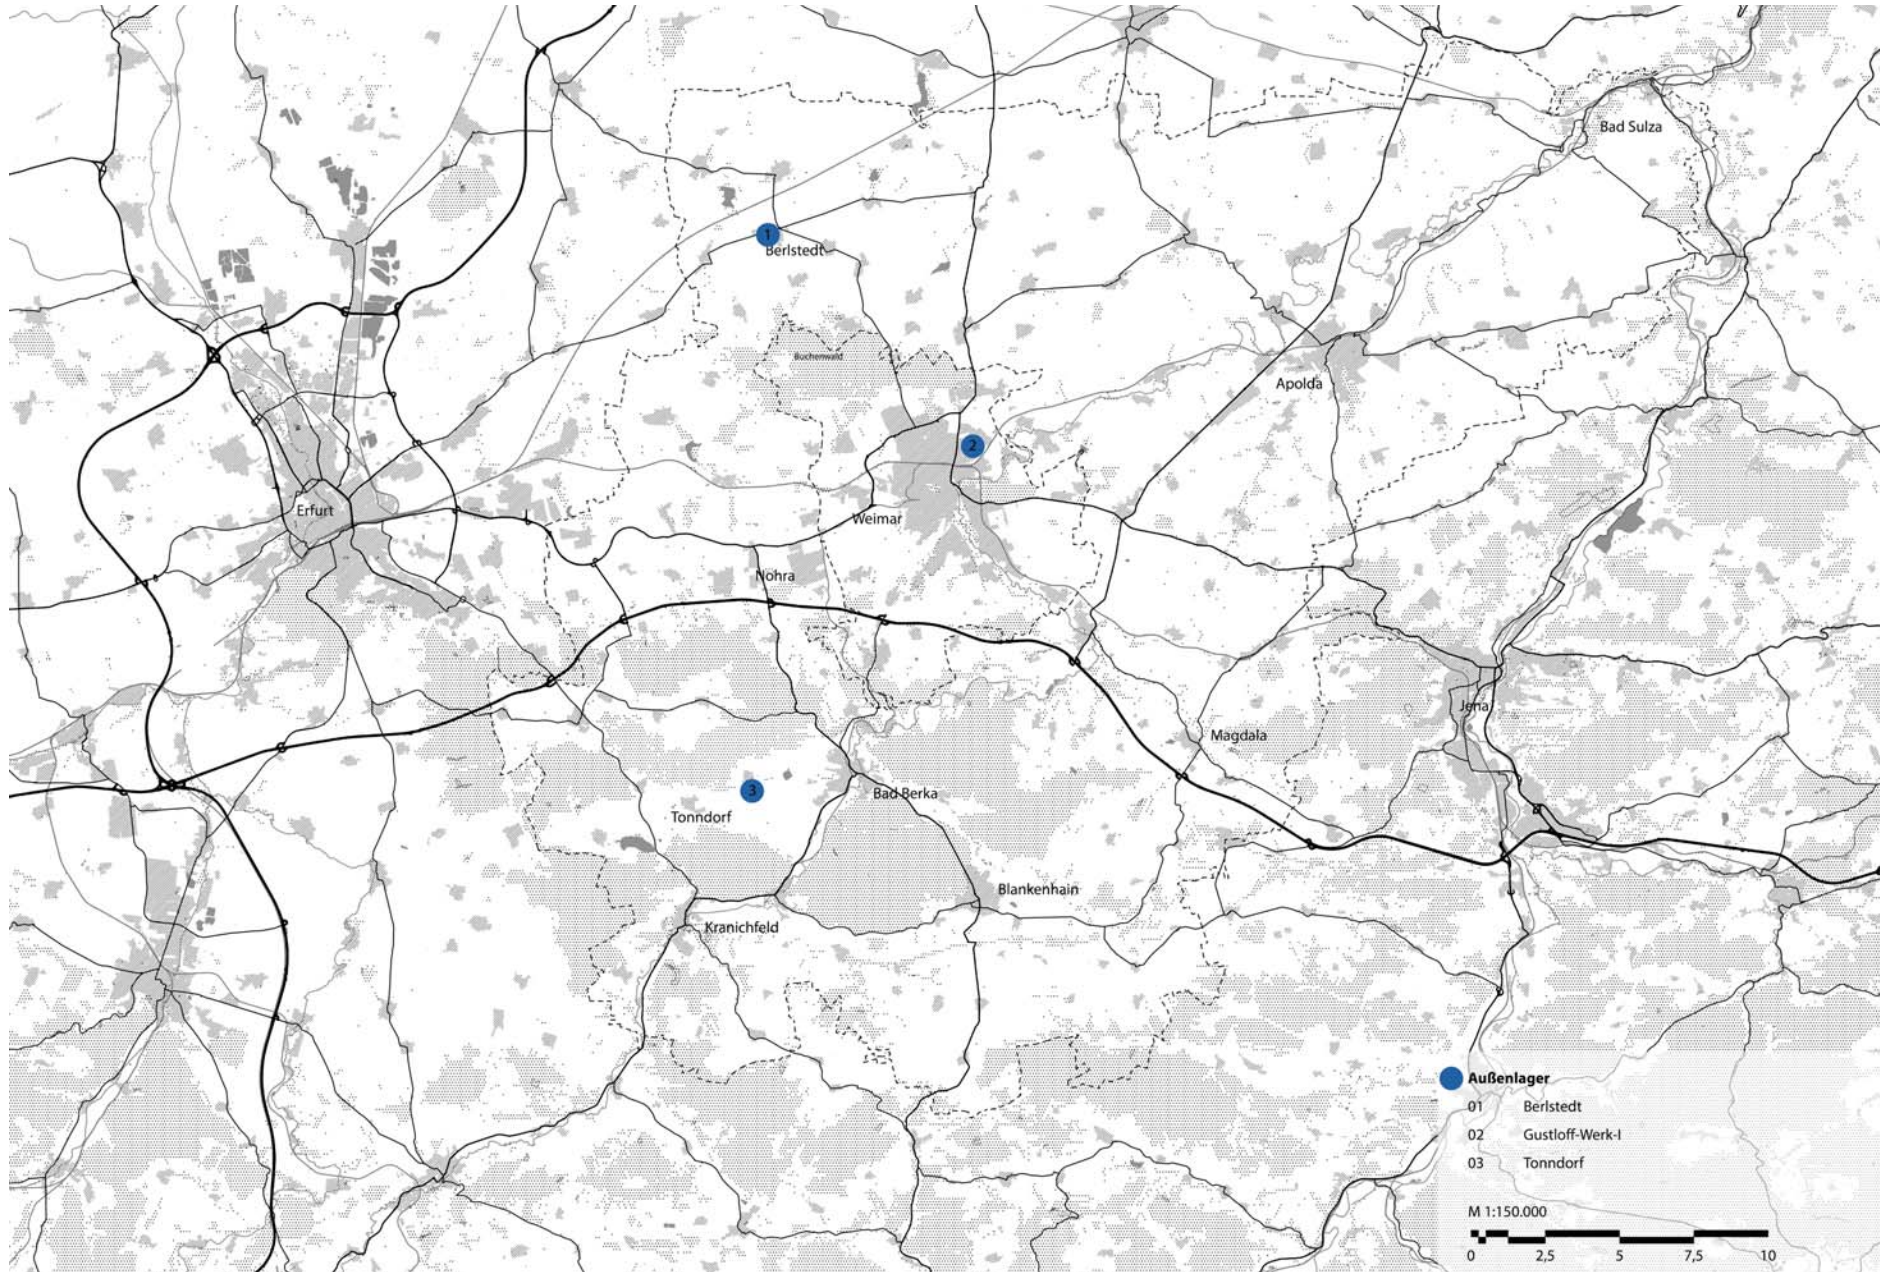 Bad Sulza
1
Berlstedt
Buchenwald
Apolda
2
Erfurt
Weimar
Nohra
Jena
Magdala
3
Bad Berka
Tonndorf
Blankenhain
Kranichfeld
Außenlager
01 Berlstedt
02 Gustloff-Werk-I
03 Tonndorf
M 1:150.000
0 2,5 5 7,5 10